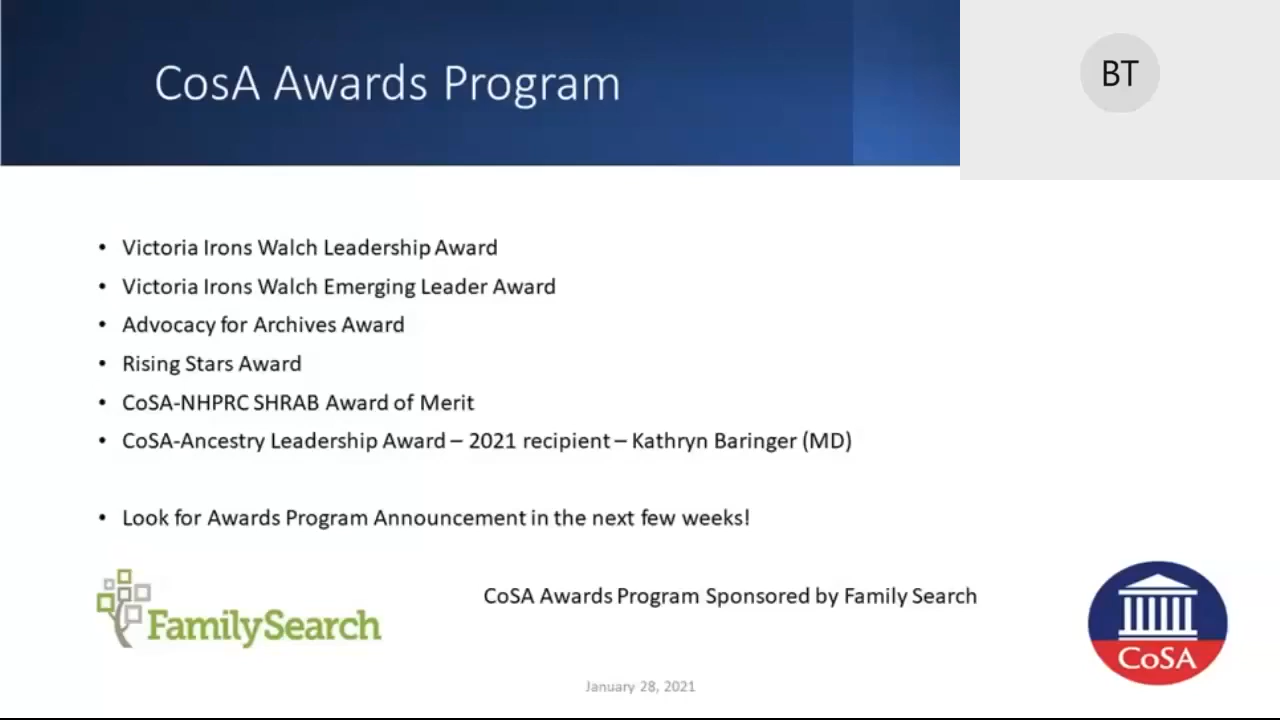 CosA Awards Program
BT
• Victoria Irons Walch Leadership Award
• Victoria Irons Walch Emerging Leader Award
• Advocacy for Archives Award
• Rising Stars Award
• CoSA-NHPRC SHRAB Award of Merit
• CoSA-Ancestry Leadership Award – 2021 recipient – Kathryn Baringer (MD)
• Look for Awards Program Announcement in the next few weeks!
CoSA Awards Program Sponsored by Family Search
FamilySearch
CoSA
January 28, 2021